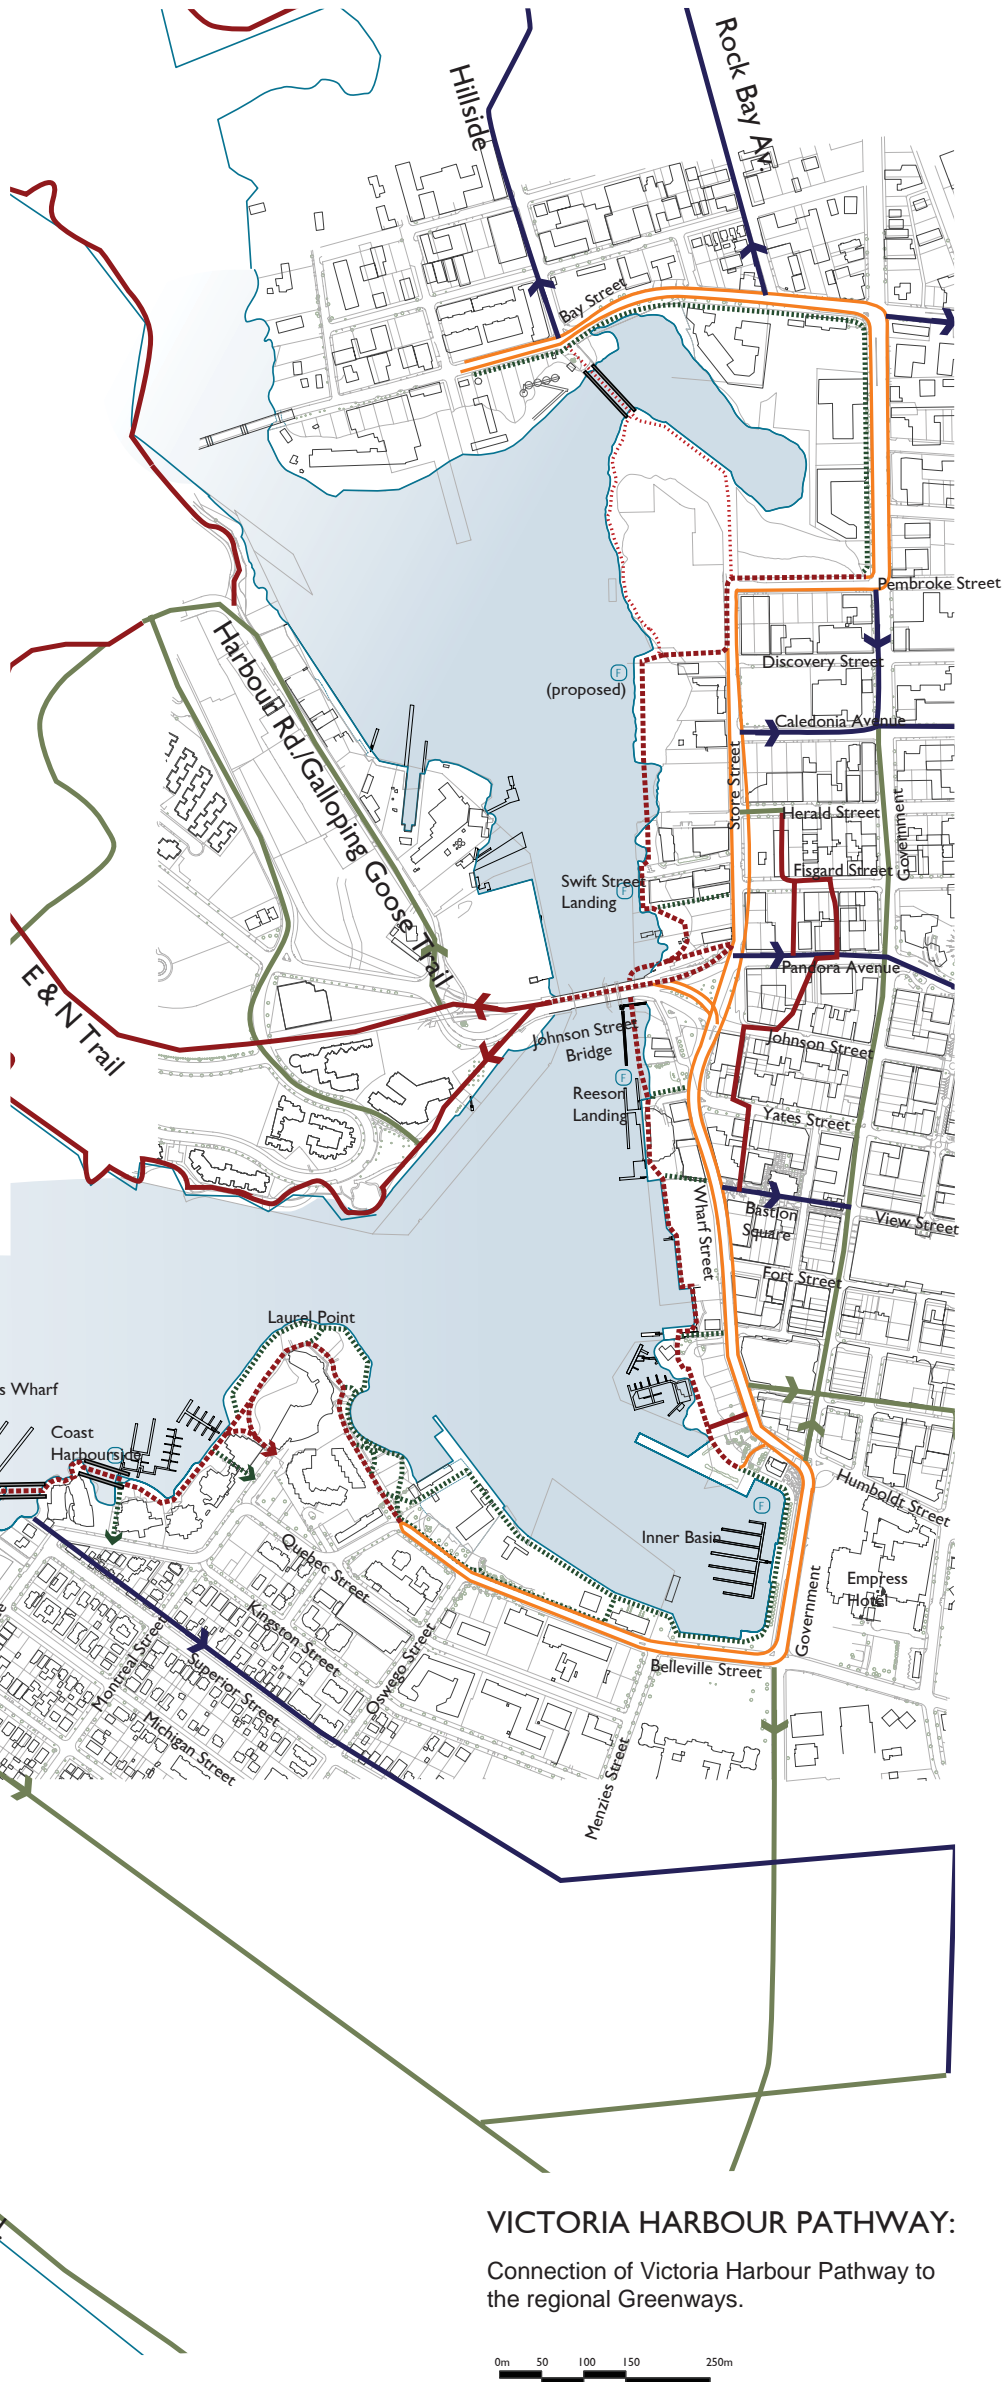 Hillside
Rock Bay Av.
Bay Street
Pembroke Street
Discovery Street
F
(proposed)
Caledonia Avenue
Harbour Rd./Galloping Goose Trail
Store Street
Herald Street
Government
Fisgard Street
Swift Street
Landing
F
Pandora Avenue
E & N Trail
Johnson Street
Bridge
Johnson Street
F
Reeson
Landing
Yates Street
Wharf Street
Bastion
Square
View Street
Fort Street
Laurel Point
s Wharf
Coast
Harbourside
F
Humboldt Street
Inner Basin
Quebec Street
Empress
Hotel
Kingston Street
Government
Montreal Street
Superior Street
Oswego Street
Belleville Street
Michigan Street
Menzies Street
VICTORIA HARBOUR PATHWAY:
Connection of Victoria Harbour Pathway to
the regional Greenways.
0m 50 100 150 250m